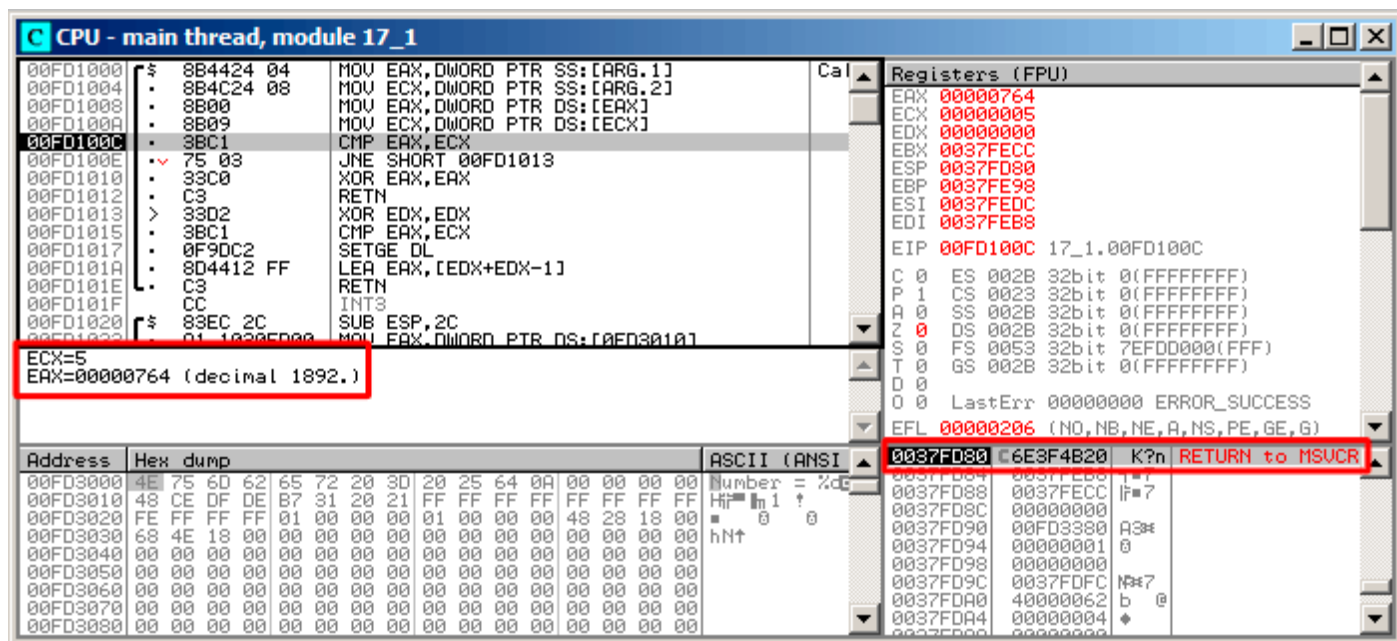 CPU - main thread, module 17_1
00FD1000 $ 8B4424 04 MOV EAX,DWORD PTR SS:[ARG.1] Cal
00FD1004 . 8B4C24 08 MOV ECX,DWORD PTR SS:[ARG.2]
00FD1008 . 8B00 MOV EAX,DWORD PTR DS:[EAX]
00FD100A . 8B09 MOV ECX,DWORD PTR DS:[ECX]
00FD100C . 3BC1 CMP EAX,ECX
00FD100E . 75 03 JNE SHORT 00FD1013
00FD1010 . 33C0 XOR EAX,EAX
00FD1012 . C3 RETN
00FD1013 > 33D2 XOR EDX,EDX
00FD1015 . 3BC1 CMP EAX,ECX
00FD1017 . 0F9DC2 SETGE DL
00FD101A . 8D4412 FF LEA EAX,[EDX+EDX-1]
00FD101E . C3 RETN
00FD101F CC INT3
00FD1020 $ 83EC 2C SUB ESP,2C
MOV EAX,DWORD PTR DS:[0FD3010]
ECX=5
EAX=00000764 (decimal 1892.)
Registers (FPU)
EAX 00000764
ECX 00000005
EDX 00000000
EBX 0037FECC
ESP 0037FD80
EBP 0037FE98
ESI 0037FEDC
EDI 0037FEB8
EIP 00FD100C 17_1.00FD100C
C 0 ES 002B 32bit 0(FFFFFFFF)
P 1 CS 0023 32bit 0(FFFFFFFF)
A 0 SS 002B 32bit 0(FFFFFFFF)
Z 0 DS 002B 32bit 0(FFFFFFFF)
S 0 FS 0053 32bit 7EFDD000(FFF)
T 0 GS 002B 32bit 0(FFFFFFFF)
D 0
O 0 LastErr 00000000 ERROR_SUCCESS
EFL 00000206 (NO,NB,NE,A,NS,PE,GE,G)
Address Hex dump ASCII (ANSI
00FD3000 4E 75 6D 62 65 72 20 3D 20 25 64 0A 00 00 00 00 Number = %d
00FD3010 48 CE DF DE B7 31 20 21 FF FF FF FF FF FF FF FF
00FD3020 FE FF FF FF 01 00 00 00 01 00 00 00 48 28 18 00
00FD3030 68 4E 18 00 00 00 00 00 00 00 00 00 00 00 00 00 hN↑
00FD3040 00 00 00 00 00 00 00 00 00 00 00 00 00 00 00 00
00FD3050 00 00 00 00 00 00 00 00 00 00 00 00 00 00 00 00
00FD3060 00 00 00 00 00 00 00 00 00 00 00 00 00 00 00 00
00FD3070 00 00 00 00 00 00 00 00 00 00 00 00 00 00 00 00
00FD3080 00 00 00 00 00 00 00 00 00 00 00 00 00 00 00 00
0037FD80 C6E3F4B20 K?n RETURN to MSVCR
0037FD84 0037FEB8
0037FD88 0037FECC
0037FD8C 00000000
0037FD90 00FD3380
0037FD94 00000001
0037FD98 00000000
0037FD9C 0037FDFC
0037FDA0 40000062 b @
0037FDA4 00000004 ♦